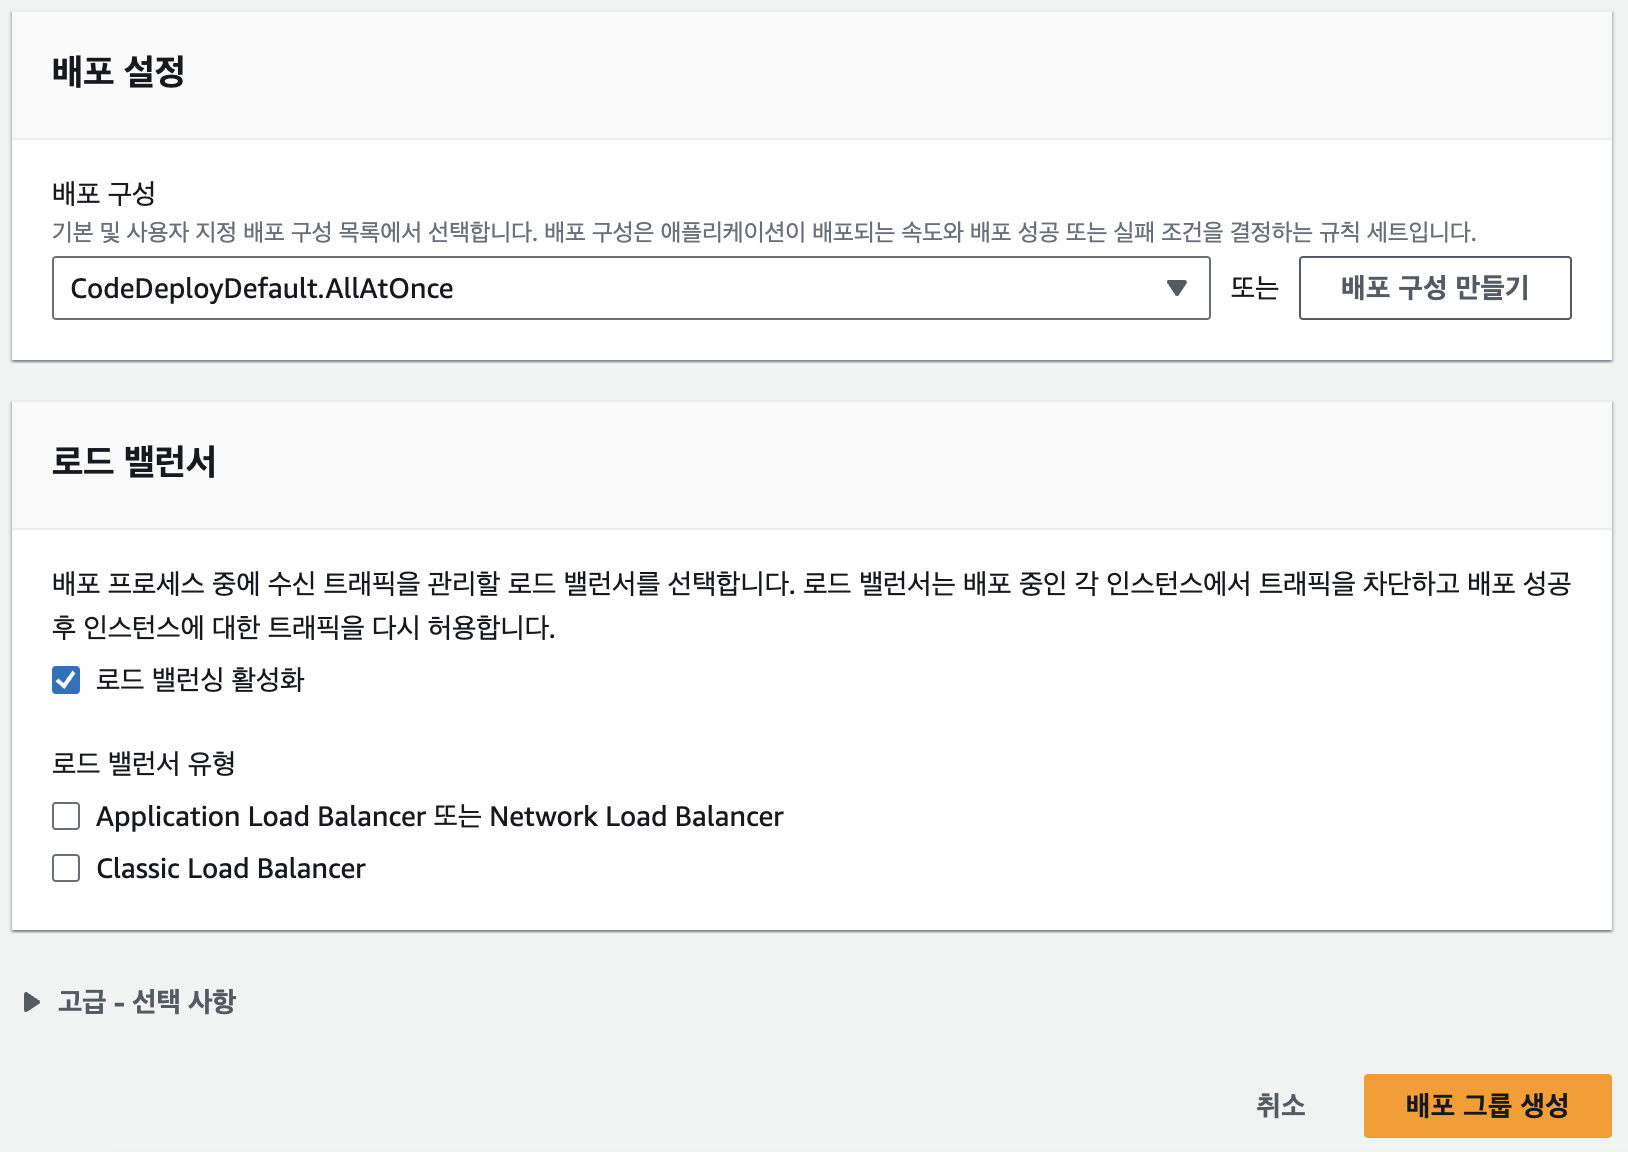 배포 설정
배포 구성
기본 및 사용자 지정 배포 구성 목록에서 선택합니다. 배포 구성은 애플리케이션이 배포되는 속도와 배포 성공 또는 실패 조건을 결정하는 규칙 세트입니다.
CodeDeployDefault.AllAtOnce 또는 배포 구성 만들기
로드 밸런서
배포 프로세스 중에 수신 트래픽을 관리할 로드 밸런서를 선택합니다. 로드 밸런서는 배포 중인 각 인스턴스에서 트래픽을 차단하고 배포 성공
후 인스턴스에 대한 트래픽을 다시 허용합니다.
로드 밸런싱 활성화
로드 밸런서 유형
Application Load Balancer 또는 Network Load Balancer
Classic Load Balancer
고급 - 선택 사항
취소 배포 그룹 생성